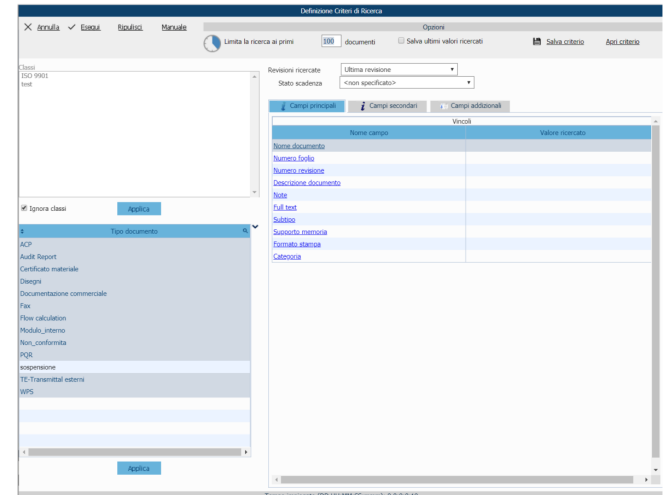 Definizione Criteri di Ricerca
Annulla Esegui Ripulisci Manuale
Opzioni
Limita la ricerca ai primi 100 documenti Salva ultimi valori ricercati Salva criterio Apri criterio
Classi
ISO 9901
test
Revisioni ricercate Ultima revisione
Stato scadenza <non specificato>
Campi principali Campi secondari Campi addizionali
Vincoli
Nome campo Valore ricercato
Nome documento
Numero foglio
Numero revisione
Descrizione documento
Note
Full text
Subtipo
Supporto memoria
Formato stampa
Categoria
Ignora classi Applica
Tipo documento
ACP
Audit Report
Certificato materiale
Disegni
Documentazione commerciale
Fax
Flow calculation
Modulo_interno
Non_conformita
PQR
sospensione
TE-Transmittal esterni
WPS
Applica